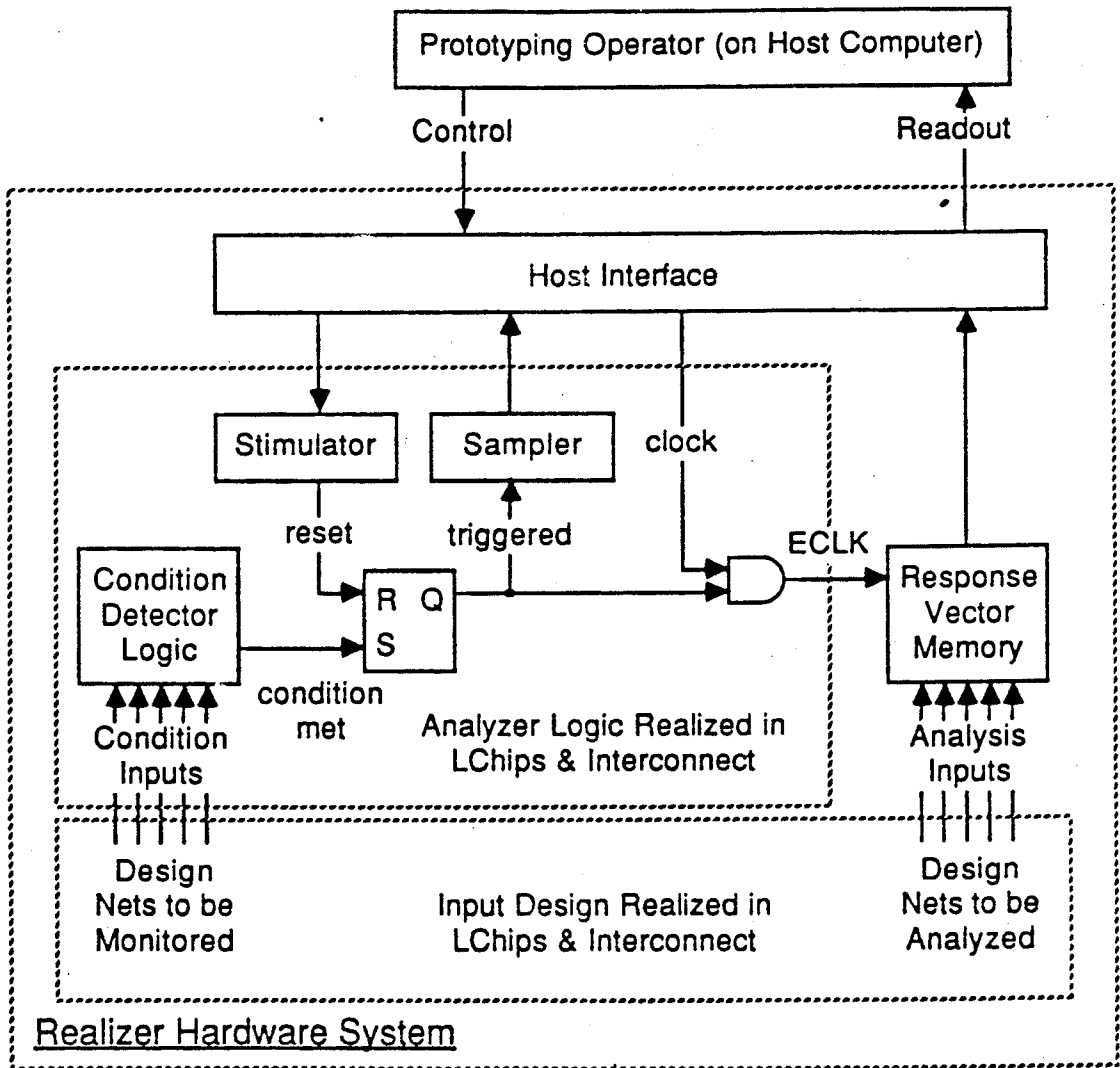 Prototyping Operator (on Host Computer)
Control
Readout
Host Interface
Stimulator
Sampler
clock
reset
triggered
ECLK
Condition
Detector
Logic
R Q
S
Response
Vector
Memory
condition
met
Condition
Inputs
Analyzer Logic Realized in
LChips & Interconnect
Analysis
Inputs
Design
Nets to be
Monitored
Input Design Realized in
LChips & Interconnect
Design
Nets to be
Analyzed
Realizer Hardware System